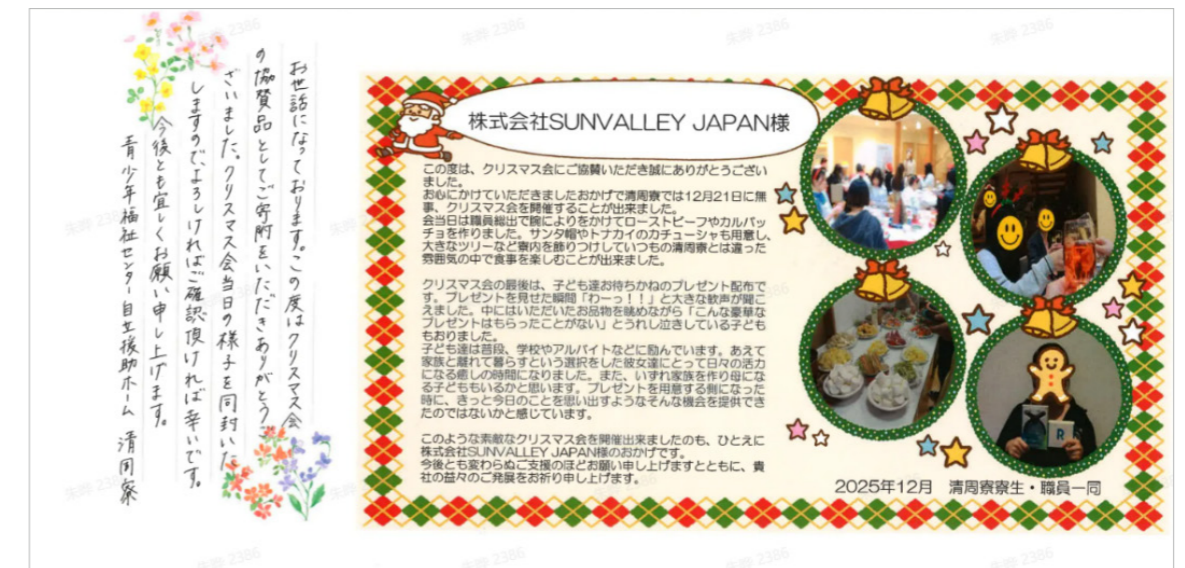 お世話になっております。この度はクリスマス会
の協賛品としてご寄附をいただきありがとうご
ざいました。クリスマス会当日の様子を同封いた
しますので、よろしければご確認頂ければ幸いです。
今後とも宜しくお願い申し上げます。
青少年福祉センター 自立援助ホーム 清周寮
株式会社SUNVALLEY JAPAN様
この度は、クリスマス会にご協賛いただき誠にありがとうござい
ました。
お心にかけていただきましたおかげで清周寮では12月21日に無
事、クリスマス会を開催することが出来ました。
会当日は職員総出で腕によりをかけてローストビーフやカルパッ
チョを作りました。サンタ帽やトナカイのカチューシャも用意し、
大きなツリーなど寮内を飾りつけしていつもの清周寮とは違った
雰囲気の中で食事を楽しむことが出来ました。
クリスマス会の最後は、子ども達お待ちかねのプレゼント配布で
す。プレゼントを見せた瞬間「わーっ！！」と大きな歓声が聞こ
えました。中にはいただいたお品物を眺めながら「こんな豪華な
プレゼントはもらったことがない」とうれし泣きしている子ども
もおりました。
子ども達は普段、学校やアルバイトなどに励んでいます。あえて
家族と離れて暮らすという選択をした彼女達にとって日々の活力
になる癒しの時間になりました。また、いずれ家族を作り母にな
る子どももいるかと思います。プレゼントを用意する側になった
時に、きっと今日のことを思い出すようなそんな機会を提供でき
たのではないかと感じています。
このような素敵なクリスマス会を開催出来ましたのも、ひとえに
株式会社SUNVALLEY JAPAN様のおかげです。
今後とも変わらぬご支援のほどお願い申し上げますとともに、貴
社の益々のご発展をお祈り申し上げます。
2025年12月 清周寮寮生・職員一同
R